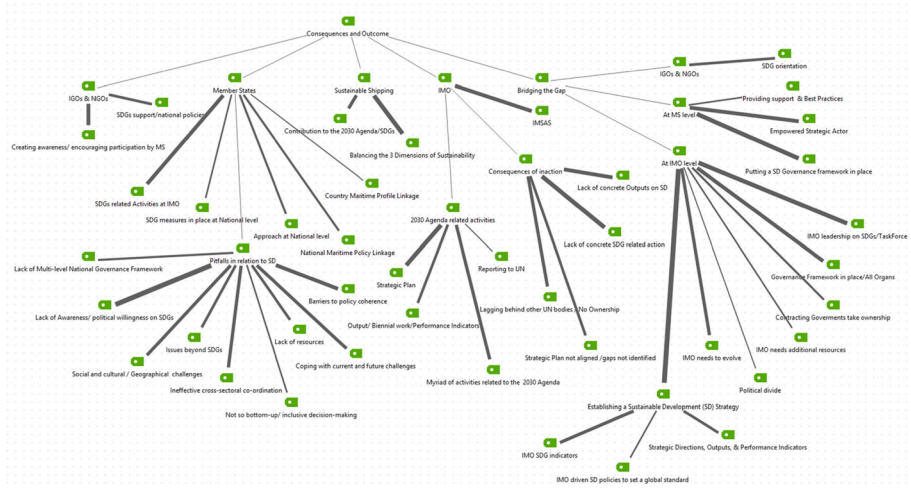 Consequences and Outcome
IGOs & NGOs
Member States
Sustainable Shipping
IMO
Bridging the Gap
IGOs & NGOs
SDG orientation
SDGs support/national policies
Creating awareness/ encouraging participation by MS
Contribution to the 2030 Agenda/SDGs
Balancing the 3 Dimensions of Sustainability
IMSAS
Providing support & Best Practices
At MS level
Empowered Strategic Actor
Putting a SD Governance framework in place
At IMO level
Consequences of inaction
Lack of concrete Outputs on SD
Country Maritime Profile Linkage
SDGs related Activities at IMO
SDG measures in place at National level
Approach at National level
National Maritime Policy Linkage
2030 Agenda related activities
Lack of concrete SDG related action
IMO leadership on SDGs/TaskForce
Pitfalls in relation to SD
Lack of Multi-level National Governance Framework
Strategic Plan
Reporting to UN
Governance Framework in place/All Organs
Barriers to policy coherence
Lack of Awareness/ political willingness on SDGs
Output/ Biennial work/Performance Indicators
Lagging behind other UN bodies / No Ownership
Contracting Goverments take ownership
Issues beyond SDGs
Lack of resources
Strategic Plan not aligned /gaps not identified
IMO needs to evolve
IMO needs additional resources
Social and cultural / Geographical challenges
Coping with current and future challenges
Ineffective cross-sectoral co-ordination
Myriad of activities related to the 2030 Agenda
Political divide
Not so bottom-up/ inclusive decision-making
Establishing a Sustainable Development (SD) Strategy
IMO SDG indicators
Strategic Directions, Outputs, & Performance Indicators
IMO driven SD policies to set a global standard